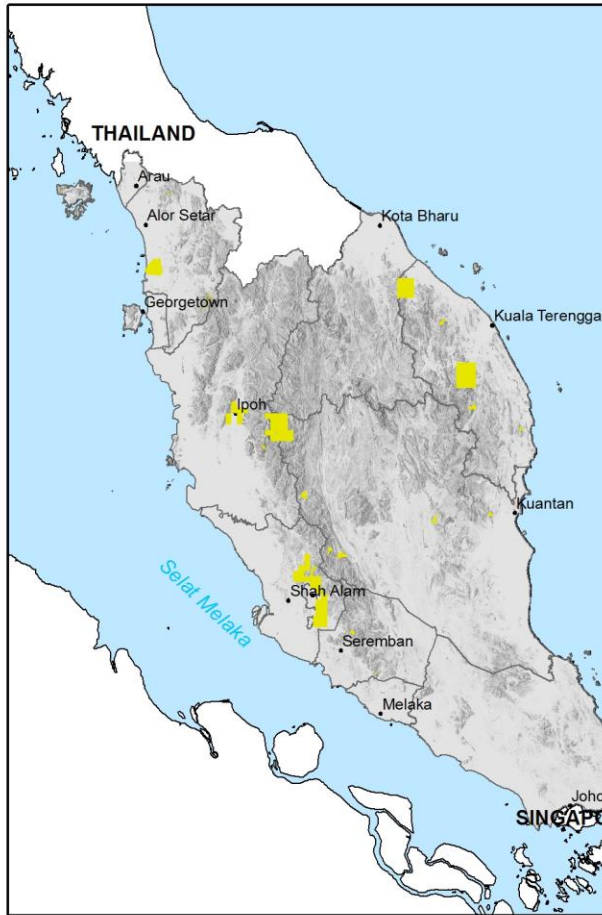 THAILAND
Arau
Alor Setar
Kota Bharu
Georgetown
Kuala Terengga
Ipoh
Kuantan
Selat Melaka
Shah Alam
Seremban
Melaka
Joho
SINGAPO